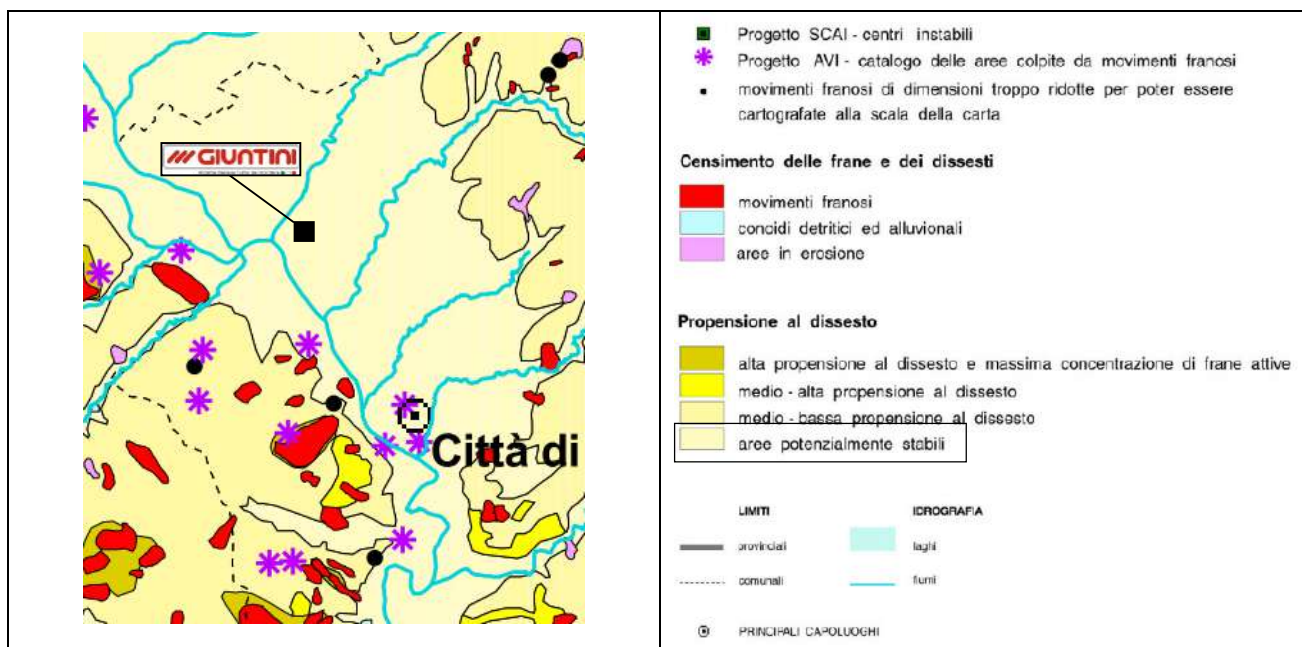 GIUNTINI
Città di
Progetto SCAI - centri instabili
Progetto AVI - catalogo delle aree colpite da movimenti franosi
movimenti franosi di dimensioni troppo ridotte per poter essere
cartografate alla scala della carta
Censimento delle frane e dei dissesti
movimenti franosi
conoidi detritici ed alluvionali
aree in erosione
Propensione al dissesto
alta propensione al dissesto e massima concentrazione di frane attive
medio - alta propensione al dissesto
medio - bassa propensione al dissesto
aree potenzialmente stabili
LIMITI
IDROGRAFIA
provinciali
laghi
comunali
fiumi
PRINCIPALI CAPOLUOGHI